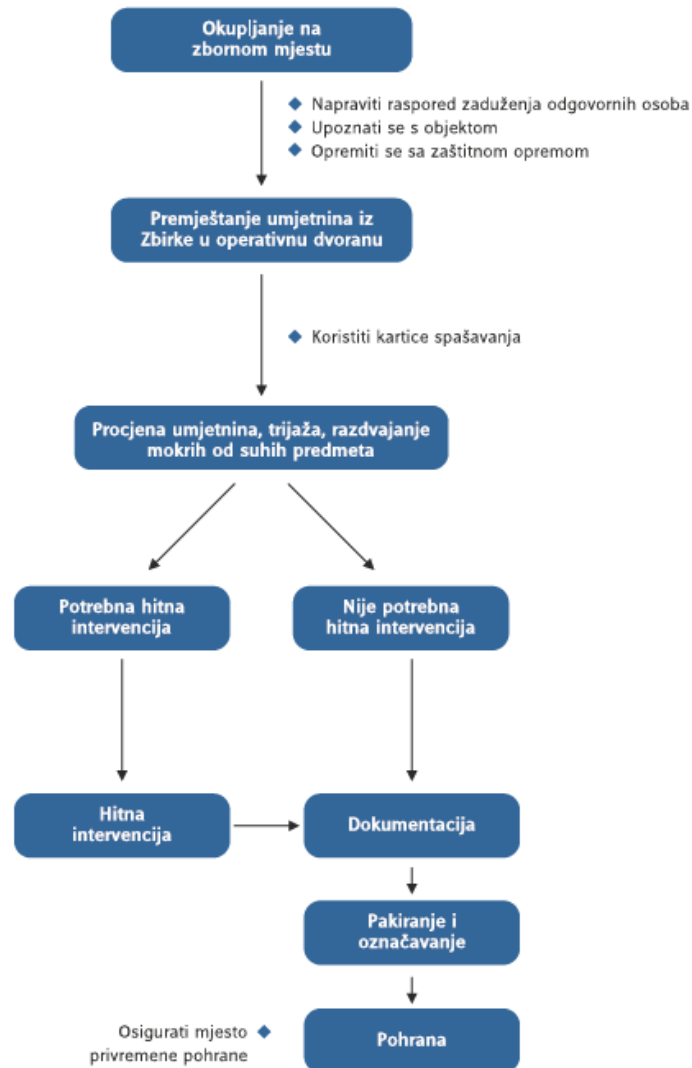 Okupljanje na
zbornom mjestu
Napraviti raspored zaduženja odgovornih osoba
Upoznati se s objektom
Opremiti se sa zaštitnom opremom
Premještanje umjetnina iz
Zbirke u operativnu dvoranu
Koristiti kartice spašavanja
Procjena umjetnina, trijaža, razdvajanje
mokrih od suhih predmeta
Potrebna hitna
intervencija
Nije potrebna
hitna intervencija
Hitna
intervencija
Dokumentacija
Pakiranje i
označavanje
Osigurati mjesto
privremene pohrane
Pohrana